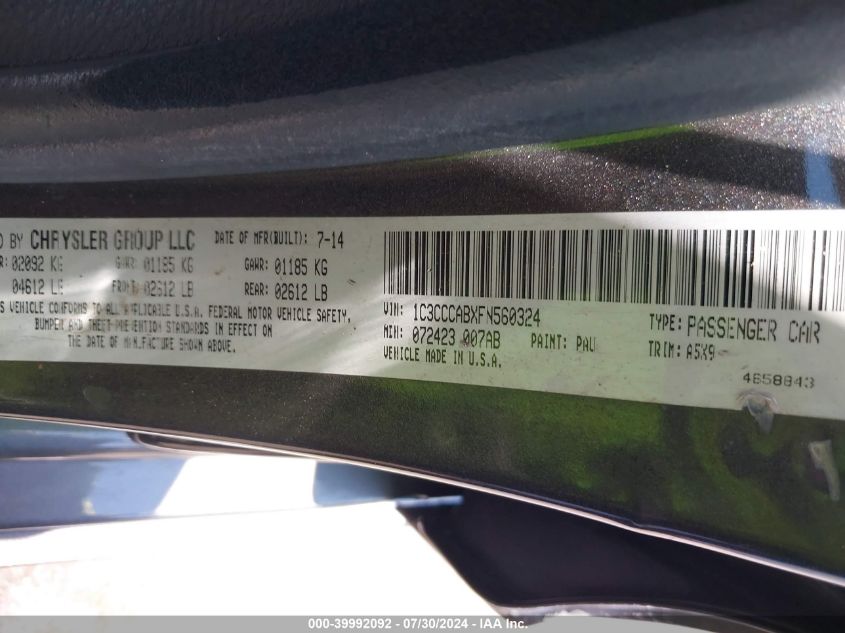 D BY CHRYSLER GROUP LLC DATE OF MFR(BUILT): 7-14
R: 02092 KG GAWR: 01185 KG GAWR: 01185 KG
04612 LB FRONT: 02612 LB REAR: 02612 LB
S VEHICLE CONFORMS TO ALL APPLICABLE U.S.A. FEDERAL MOTOR VEHICLE SAFETY,
BUMPER AND THEFT PREVENTION STANDARDS IN EFFECT ON
THE DATE OF MANUFACTURE SHOWN ABOVE.
VIN: 1C3CCCABXFN560324 TYPE: PASSENGER CAR
MDH: 072423 007AB PAINT: PAU TRIM: A5X9
VEHICLE MADE IN U.S.A.
4658843
000-39992092 - 07/30/2024 - IAA Inc.